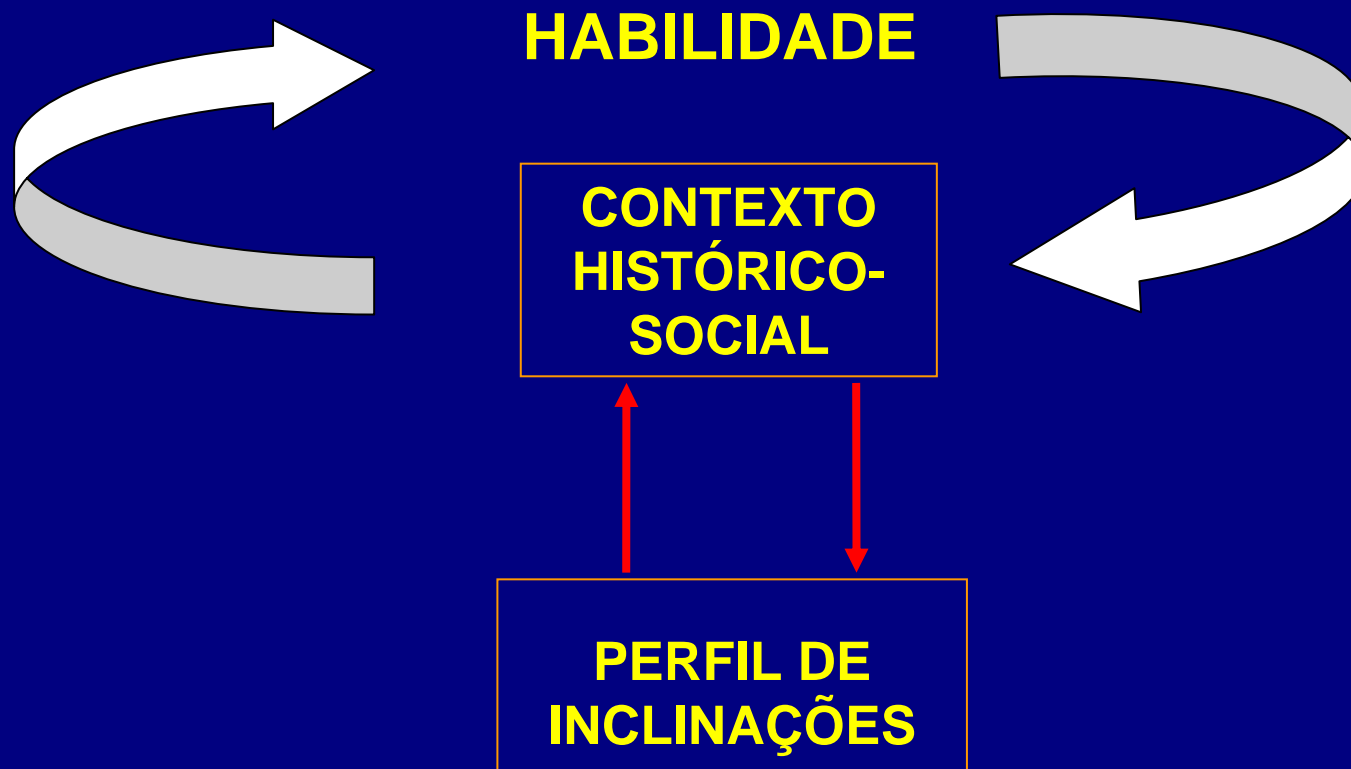 HABILIDADE
CONTEXTO
HISTÓRICO-
SOCIAL
PERFIL DE
INCLINAÇÕES